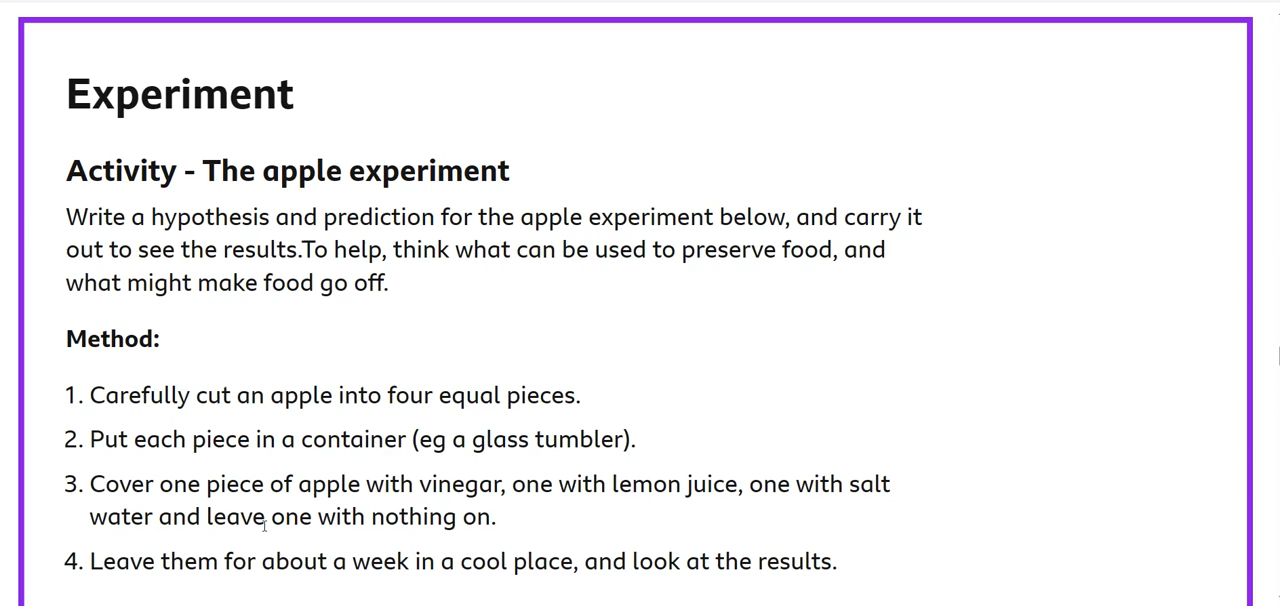 Experiment
Activity - The apple experiment
Write a hypothesis and prediction for the apple experiment below, and carry it
out to see the results.To help, think what can be used to preserve food, and
what might make food go off.
Method:
1. Carefully cut an apple into four equal pieces.
2. Put each piece in a container (eg a glass tumbler).
3. Cover one piece of apple with vinegar, one with lemon juice, one with salt
water and leave one with nothing on.
4. Leave them for about a week in a cool place, and look at the results.